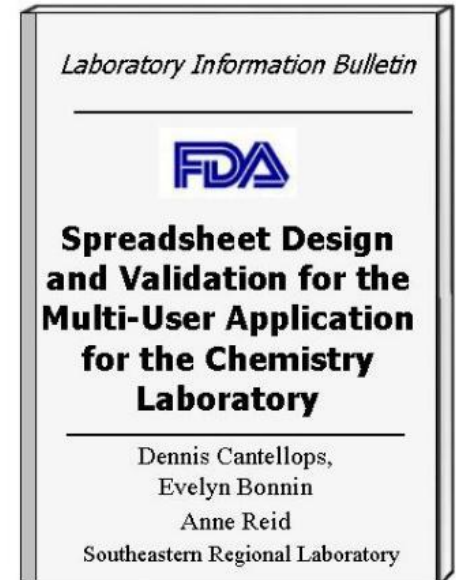 Laboratory Information Bulletin
FDA
Spreadsheet Design
and Validation for the
Multi-User Application
for the Chemistry
Laboratory
Dennis Cantellops,
Evelyn Bonnin
Anne Reid
Southeastern Regional Laboratory